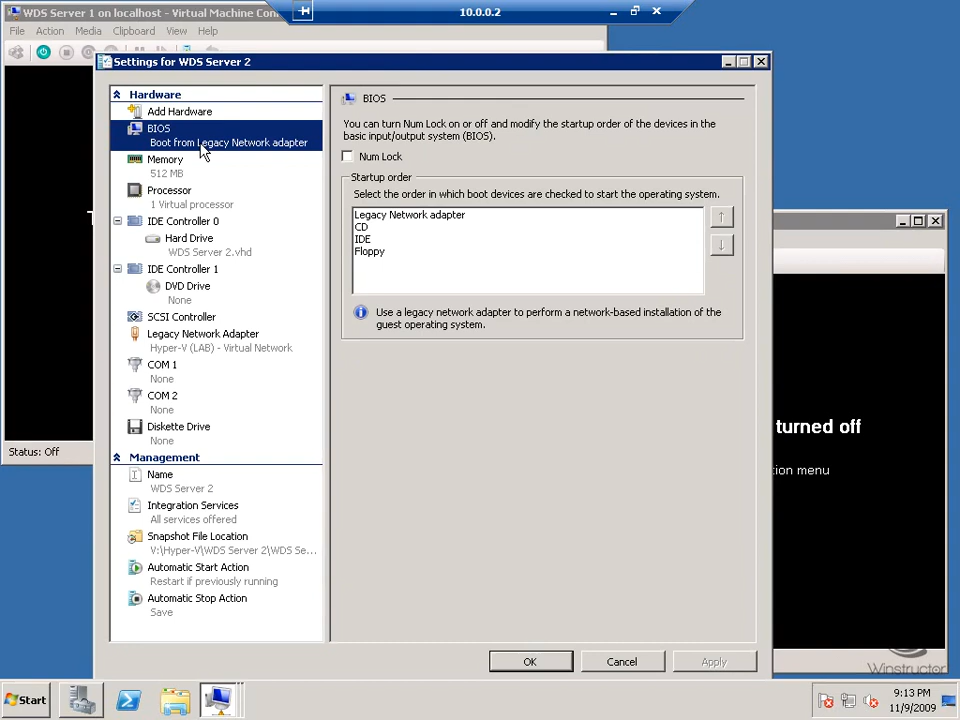 WDS Server 1 on localhost - Virtual Machine Con
10.0.0.2
File Action Media Clipboard View Help
Settings for WDS Server 2
Hardware
Add Hardware
BIOS
Boot from Legacy Network adapter
Memory
512 MB
Processor
1 Virtual processor
IDE Controller 0
Hard Drive
WDS Server 2.vhd
IDE Controller 1
DVD Drive
None
SCSI Controller
Legacy Network Adapter
Hyper-V (LAB) - Virtual Network
COM 1
None
COM 2
None
Diskette Drive
None
Management
Name
WDS Server 2
Integration Services
All services offered
Snapshot File Location
V:\Hyper-V\WDS Server 2\WDS Se...
Automatic Start Action
Restart if previously running
Automatic Stop Action
Save
BIOS
You can turn Num Lock on or off and modify the startup order of the devices in the
basic input/output system (BIOS).
Num Lock
Startup order
Select the order in which boot devices are checked to start the operating system.
Legacy Network adapter
CD
IDE
Floppy
Use a legacy network adapter to perform a network-based installation of the
guest operating system.
OK Cancel Apply
T
Status: Off
turned off
tion menu
Winstructor
Start
9:13 PM
11/9/2009